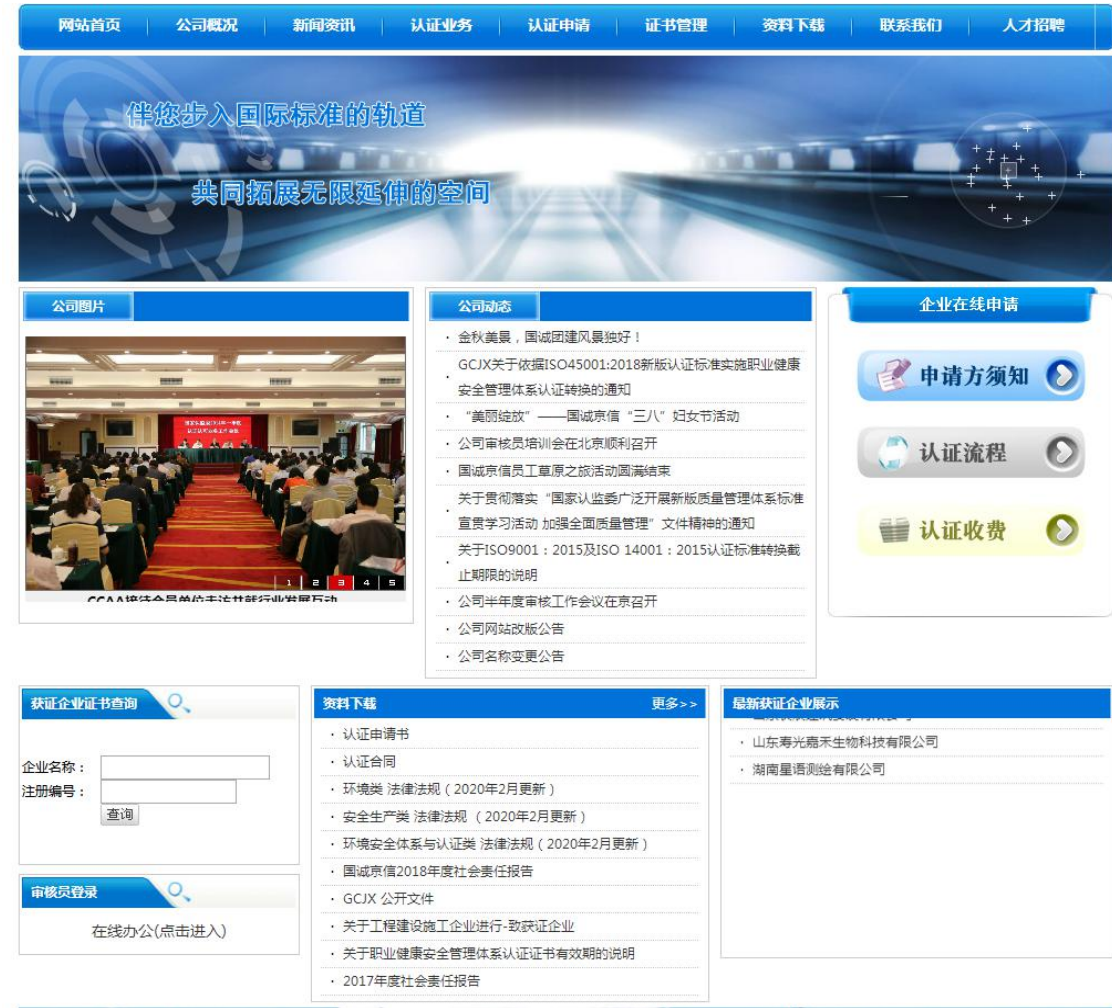 网站首页 公司概况 新闻资讯 认证业务 认证申请 证书管理 资料下载 联系我们 人才招聘
伴您步入国际标准的轨道
共同拓展无限延伸的空间
公司图片
1 2 3 4 5
CCAA接待会员单位走访共就行业发展互动
公司动态
· 金秋美景，国诚团建风景独好！
· GCJX关于依据ISO45001:2018新版认证标准实施职业健康
安全管理体系认证转换的通知
· “美丽绽放”——国诚京信“三八”妇女节活动
· 公司审核员培训会在北京顺利召开
· 国诚京信员工草原之旅活动圆满结束
· 关于贯彻落实“国家认监委广泛开展新版质量管理体系标准
宣贯学习活动 加强全面质量管理”文件精神的通知
· 关于ISO9001：2015及ISO 14001：2015认证标准转换截
止期限的说明
· 公司半年度审核工作会议在京召开
· 公司网站改版公告
· 公司名称变更公告
企业在线申请
申请方须知
认证流程
认证收费
获证企业证书查询
企业名称：
注册编号：
查询
审核员登录
在线办公(点击进入)
资料下载 更多>>
· 认证申请书
· 认证合同
· 环境类 法律法规（2020年2月更新）
· 安全生产类 法律法规 （2020年2月更新）
· 环境安全体系与认证类 法律法规（2020年2月更新）
· 国诚京信2018年度社会责任报告
· GCJX 公开文件
· 关于工程建设施工企业进行-致获证企业
· 关于职业健康安全管理体系认证证书有效期的说明
· 2017年度社会责任报告
最新获证企业展示
· 山东寿光嘉禾生物科技有限公司
· 湖南星语测绘有限公司